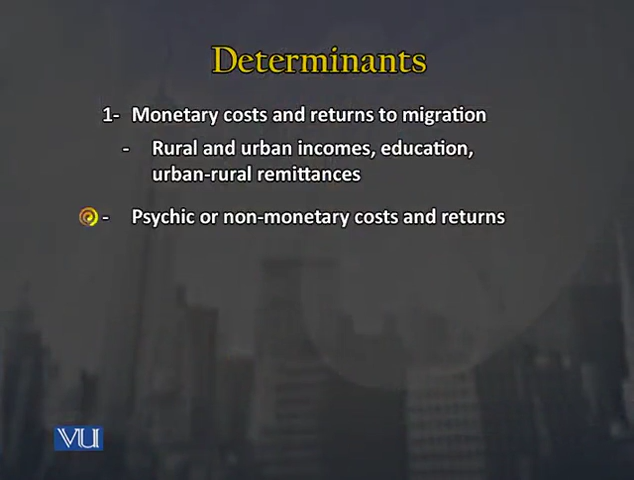 Determinants
1- Monetary costs and returns to migration
- Rural and urban incomes, education,
urban-rural remittances
- Psychic or non-monetary costs and returns
VU